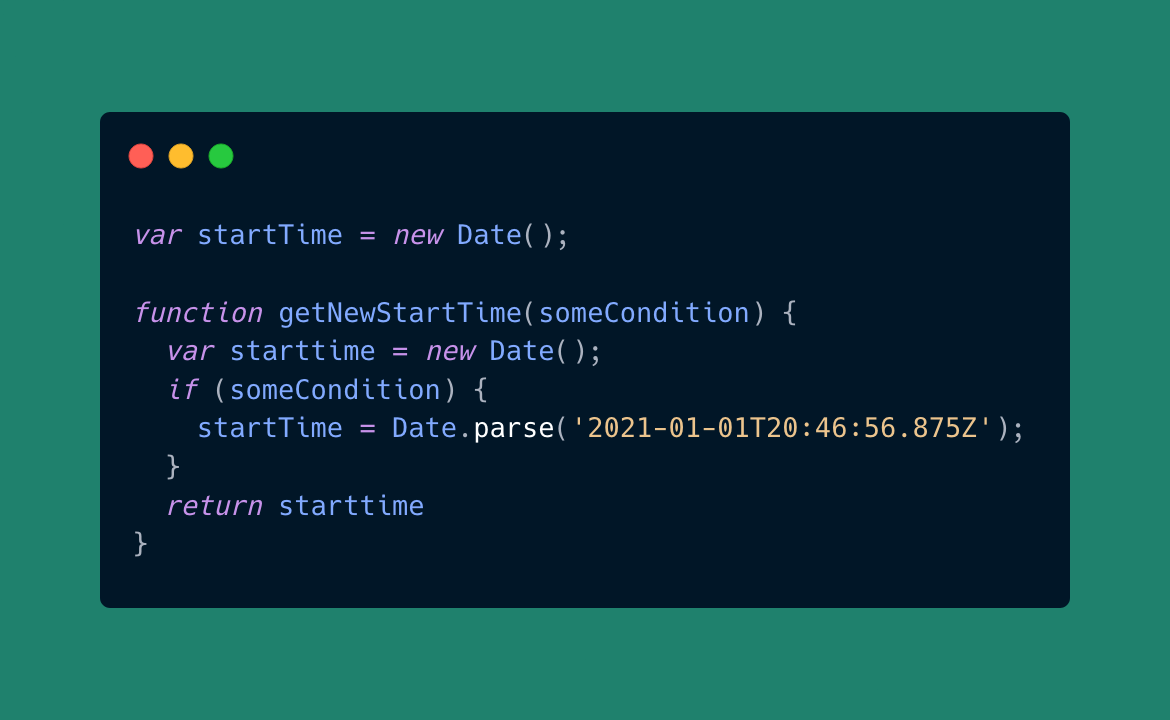 var startTime = new Date();
function getNewStartTime(someCondition) {
  var starttime = new Date();
  if (someCondition) {
    startTime = Date.parse('2021-01-01T20:46:56.875Z');
  }
  return starttime
}